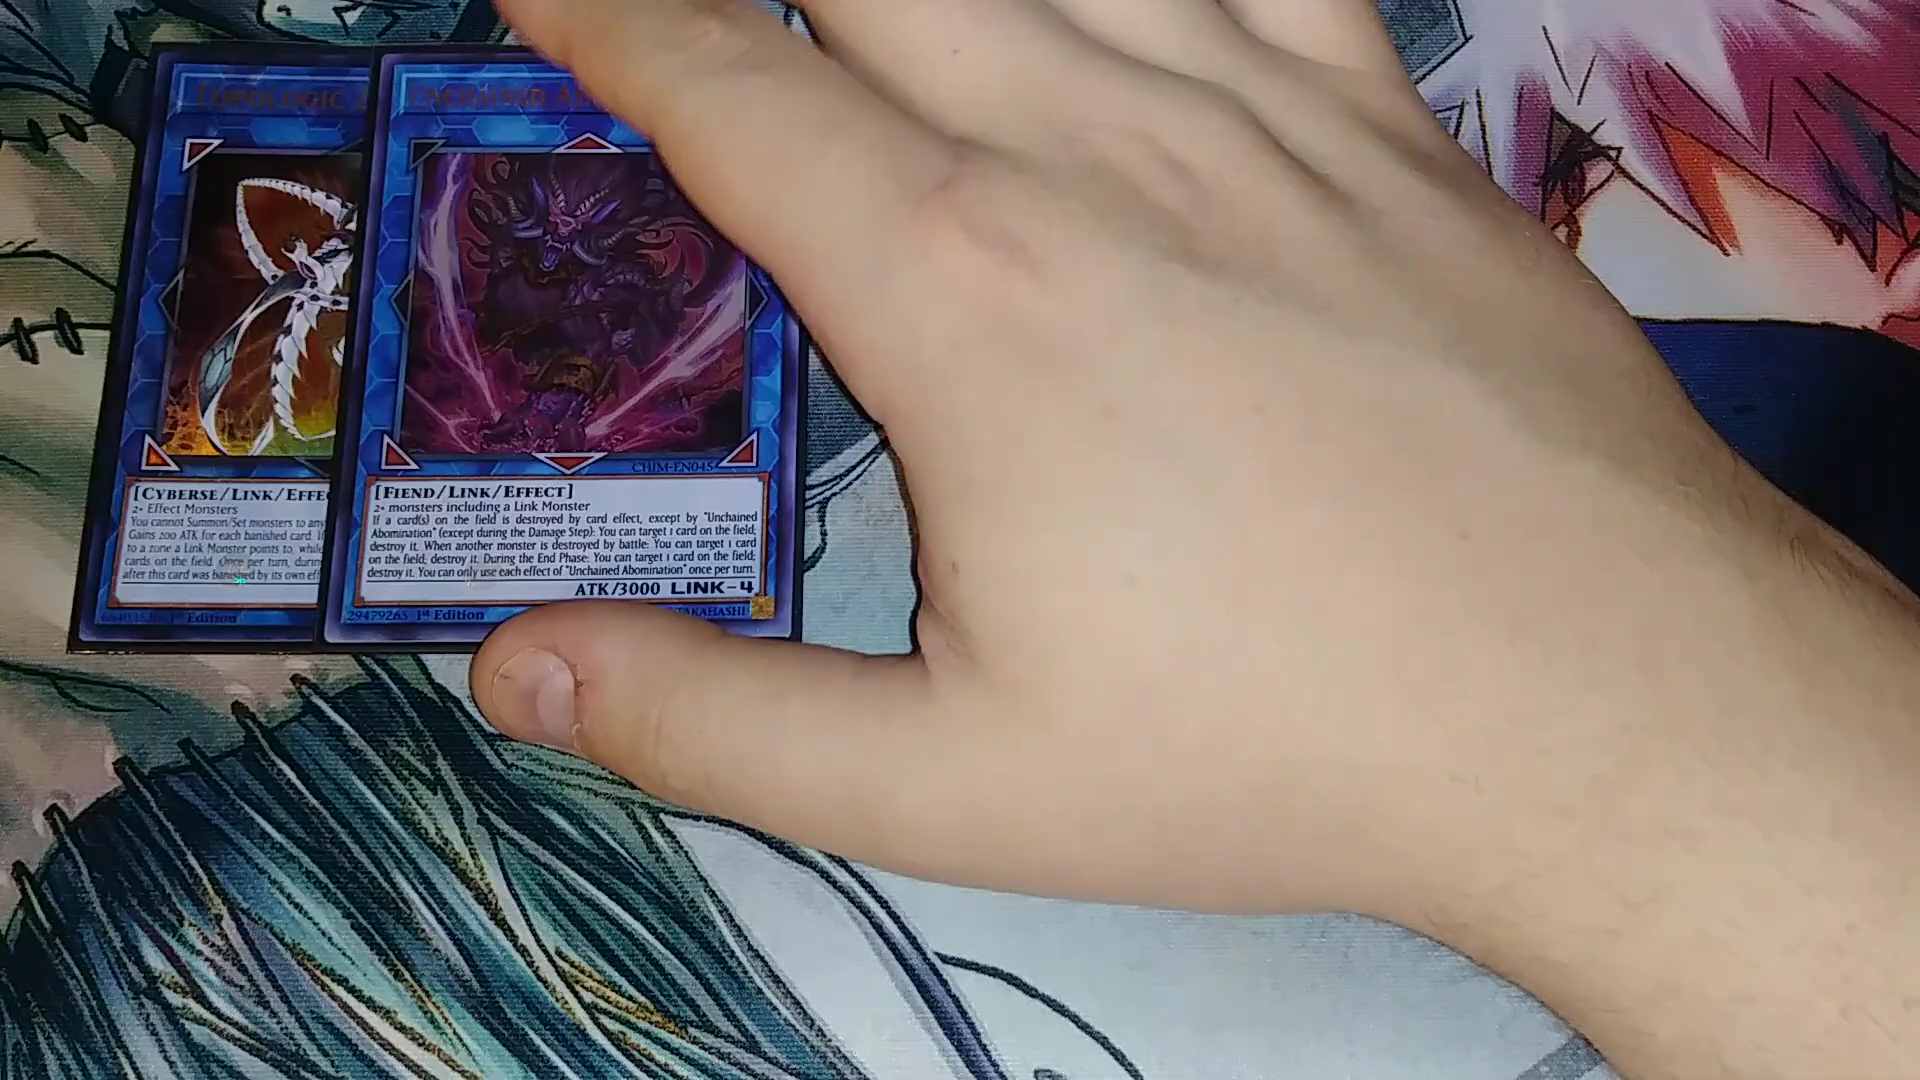 TOPOLOGIC
[CYBERSE/LINK/EFFE
2+ Effect Monsters
You cannot Summon/Set monsters to any
Gains 200 ATK for each banished card. If
to a zone a Link Monster points to, while
cards on the field. Once per turn, durin
after this card was banished by its own eff
1st Edition
UNCHAINED A
CHIM-EN045
[FIEND/LINK/EFFECT]
2+ monsters including a Link Monster
If a card(s) on the field is destroyed by card effect, except by "Unchained
Abomination" (except during the Damage Step): You can target 1 card on the field;
destroy it. When another monster is destroyed by battle: You can target 1 card
on the field; destroy it. During the End Phase: You can target 1 card on the field;
destroy it. You can only use each effect of "Unchained Abomination" once per turn.
ATK/3000 LINK-4
29479265 1st Edition
TAKAHASHI